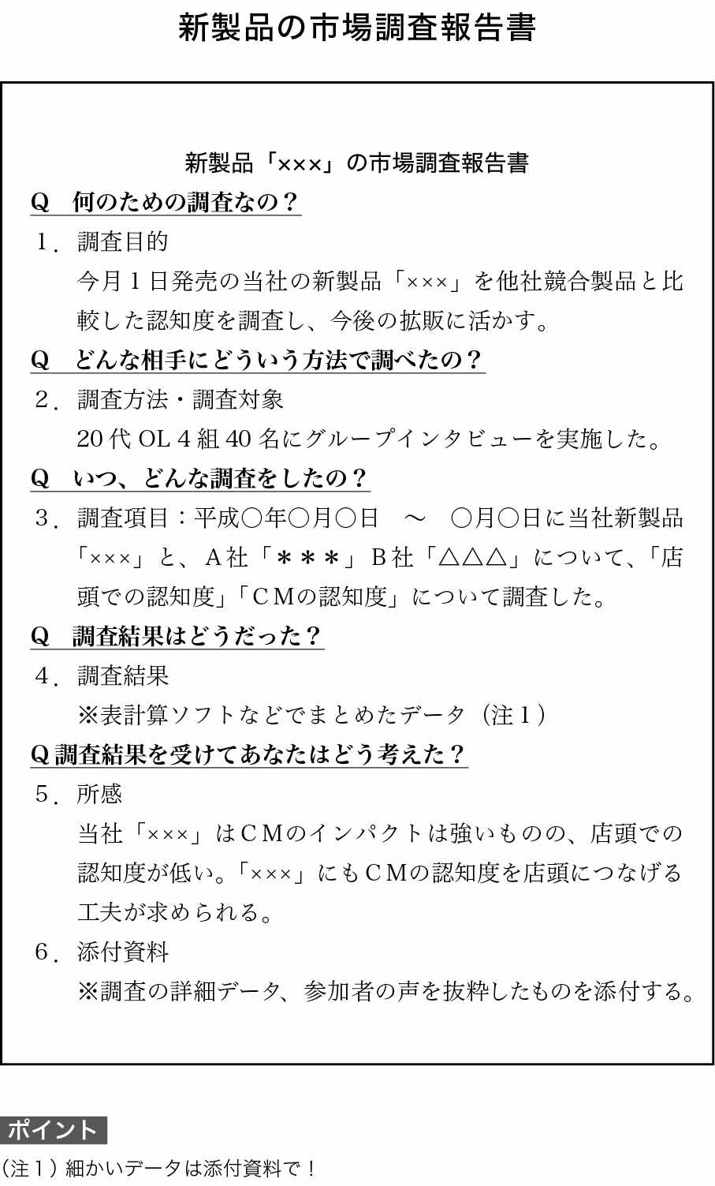 新製品の市場調査報告書
新製品「×××」の市場調査報告書
Q　何のための調査なの？
１．調査目的
今月１日発売の当社の新製品「×××」を他社競合製品と比
較した認知度を調査し、今後の拡販に活かす。
Q　どんな相手にどういう方法で調べたの？
２．調査方法・調査対象
20代 OL 4 組 40 名にグループインタビューを実施した。
Q　いつ、どんな調査をしたの？
３．調査項目：平成○年○月○日　～　○月○日に当社新製品
「×××」と、Ａ社「＊＊＊」Ｂ社「△△△」について、「店
頭での認知度」「ＣＭの認知度」について調査した。
Q　調査結果はどうだった？
４．調査結果
※表計算ソフトなどでまとめたデータ（注１）
Q 調査結果を受けてあなたはどう考えた？
５．所感
当社「×××」はＣＭのインパクトは強いものの、店頭での
認知度が低い。「×××」にもＣＭの認知度を店頭につなげる
工夫が求められる。
６．添付資料
※調査の詳細データ、参加者の声を抜粋したものを添付する。
ポイント
（注１）細かいデータは添付資料で！